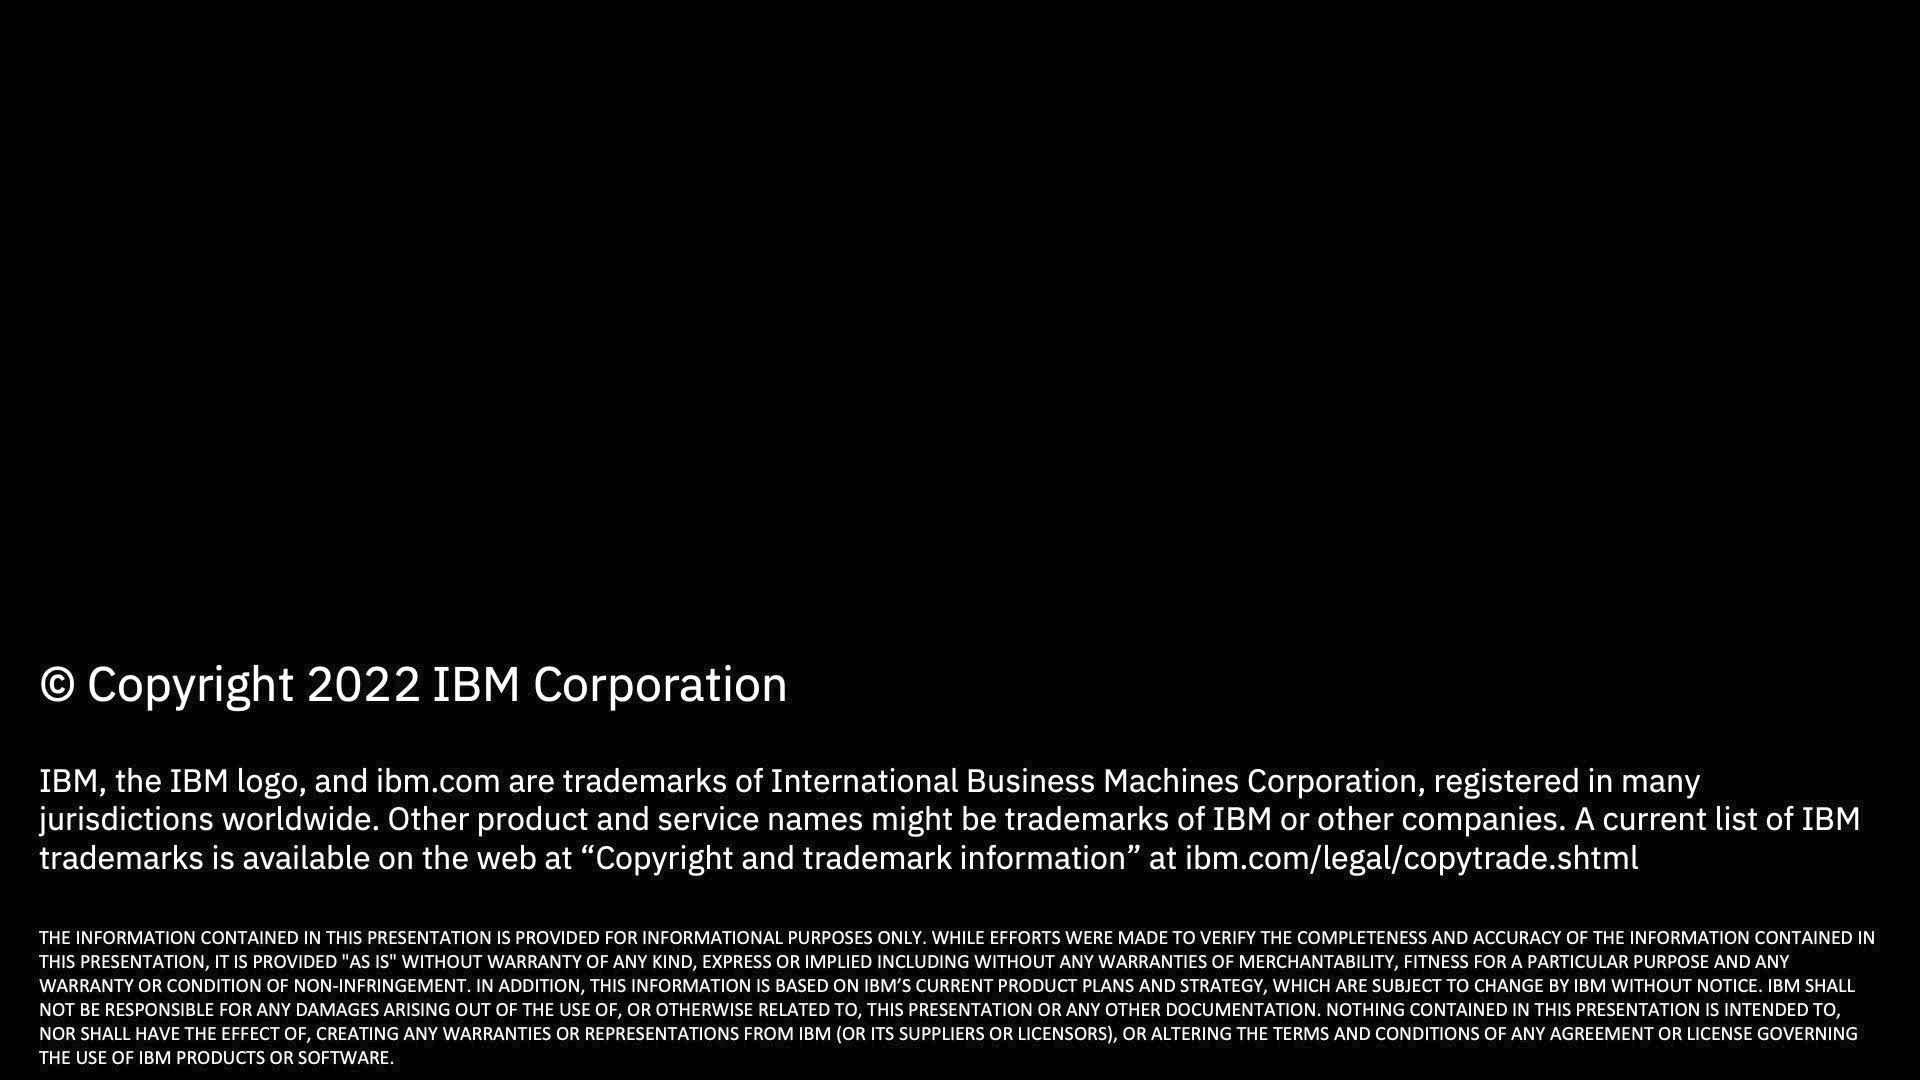 © Copyright 2022 IBM Corporation
IBM, the IBM logo, and ibm.com are trademarks of International Business Machines Corporation, registered in many
jurisdictions worldwide. Other product and service names might be trademarks of IBM or other companies. A current list of IBM
trademarks is available on the web at “Copyright and trademark information” at ibm.com/legal/copytrade.shtml
THE INFORMATION CONTAINED IN THIS PRESENTATION IS PROVIDED FOR INFORMATIONAL PURPOSES ONLY. WHILE EFFORTS WERE MADE TO VERIFY THE COMPLETENESS AND ACCURACY OF THE INFORMATION CONTAINED IN
THIS PRESENTATION, IT IS PROVIDED "AS IS" WITHOUT WARRANTY OF ANY KIND, EXPRESS OR IMPLIED INCLUDING WITHOUT ANY WARRANTIES OF MERCHANTABILITY, FITNESS FOR A PARTICULAR PURPOSE AND ANY
WARRANTY OR CONDITION OF NON-INFRINGEMENT. IN ADDITION, THIS INFORMATION IS BASED ON IBM’S CURRENT PRODUCT PLANS AND STRATEGY, WHICH ARE SUBJECT TO CHANGE BY IBM WITHOUT NOTICE. IBM SHALL
NOT BE RESPONSIBLE FOR ANY DAMAGES ARISING OUT OF THE USE OF, OR OTHERWISE RELATED TO, THIS PRESENTATION OR ANY OTHER DOCUMENTATION. NOTHING CONTAINED IN THIS PRESENTATION IS INTENDED TO,
NOR SHALL HAVE THE EFFECT OF, CREATING ANY WARRANTIES OR REPRESENTATIONS FROM IBM (OR ITS SUPPLIERS OR LICENSORS), OR ALTERING THE TERMS AND CONDITIONS OF ANY AGREEMENT OR LICENSE GOVERNING
THE USE OF IBM PRODUCTS OR SOFTWARE.